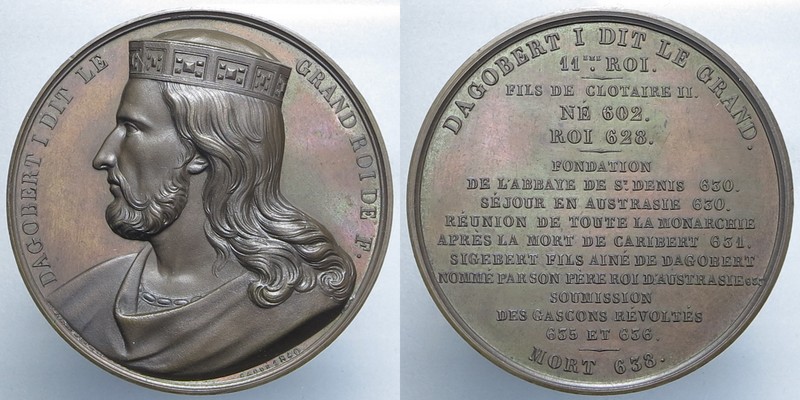 DAGOBERT I DIT LE GRAND ROI DE F.
DAGOBERT I DIT LE GRAND.
11ME. ROI.
FILS DE CLOTAIRE II.
NÉ 602.
ROI 628.
FONDATION
DE L'ABBAYE DE ST. DENIS 630.
SÉJOUR EN AUSTRASIE 630.
RÉUNION DE TOUTE LA MONARCHIE
APRÈS LA MORT DE CARIBERT 631.
SIGEBERT FILS AINÉ DE DAGOBERT
NOMMÉ PAR SON PERE ROI D'AUSTRASIE 633
SOUMISSION
DES GASCONS RÉVOLTÉS
635 ET 636.
MORT 638.